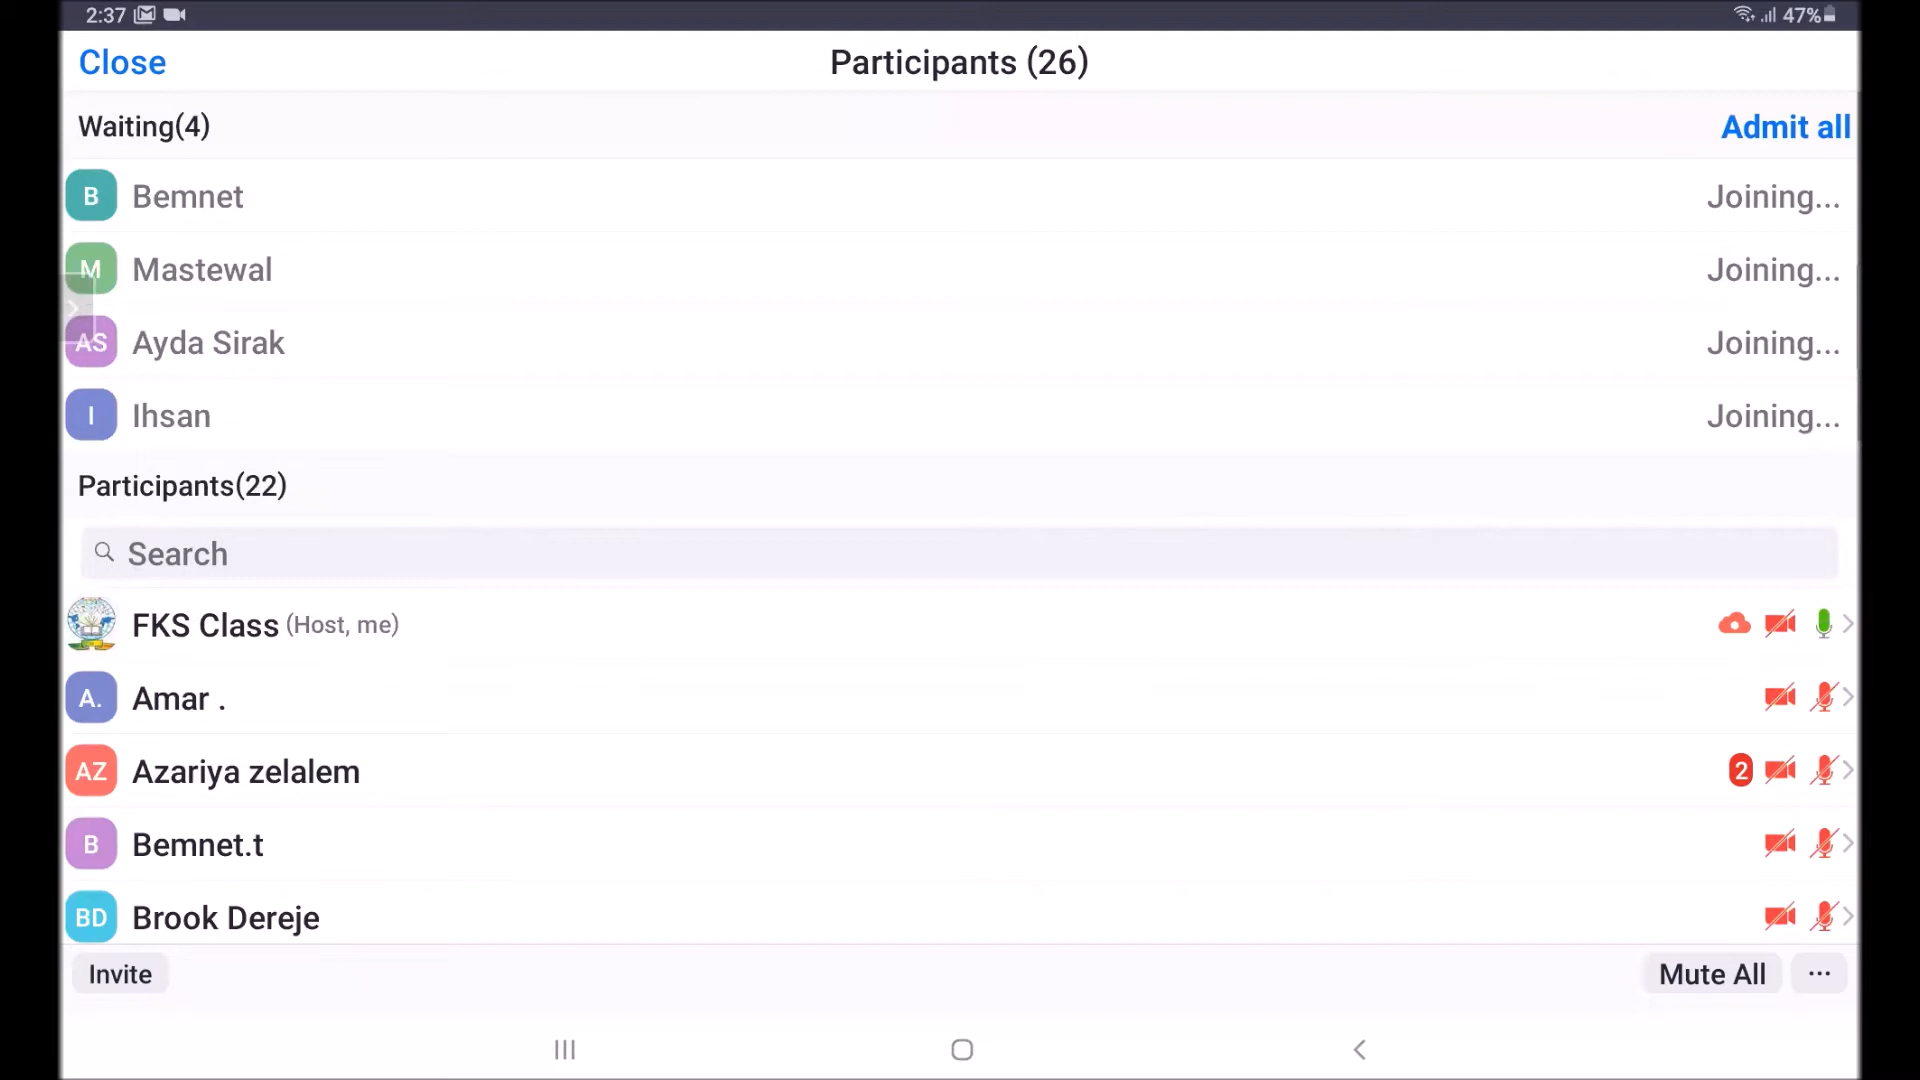 2:37
47%
Close
Participants (26)
Waiting(4)
Admit all
B
Bemnet
Joining...
M
Mastewal
Joining...
AS
Ayda Sirak
Joining...
I
Ihsan
Joining...
Participants(22)
Search
FKS Class (Host, me)
A.
Amar .
AZ
Azariya zelalem
2
B
Bemnet.t
BD
Brook Dereje
Invite
Mute All
...